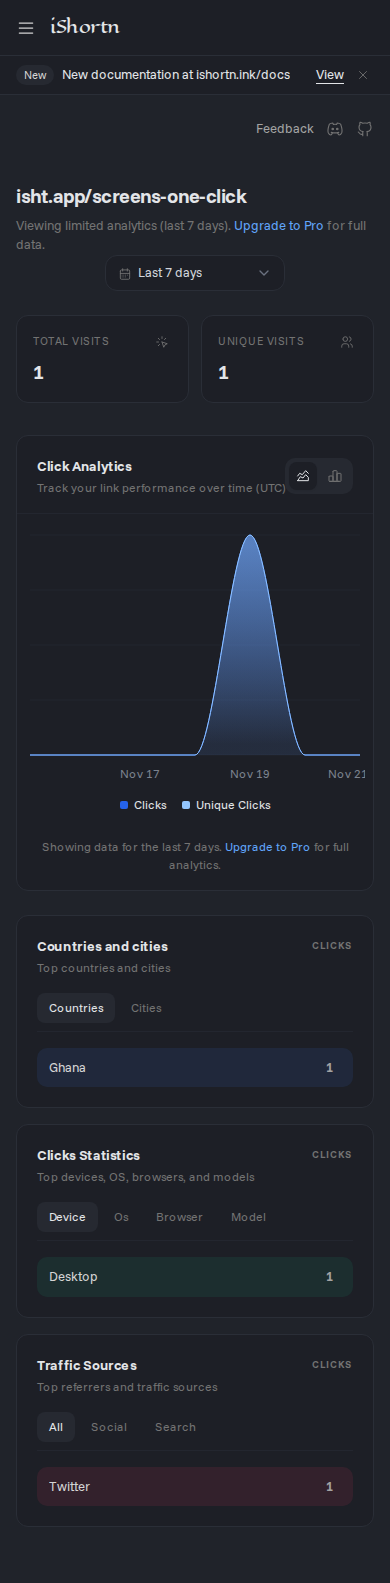 iShortn
New New documentation at ishortn.ink/docs View
Feedback
isht.app/screens-one-click
Viewing limited analytics (last 7 days). Upgrade to Pro for full
data.
Last 7 days
TOTAL VISITS
1
UNIQUE VISITS
1
Click Analytics
Track your link performance over time (UTC)
Nov 17 Nov 19 Nov 21
Clicks Unique Clicks
Showing data for the last 7 days. Upgrade to Pro for full
analytics.
Countries and cities CLICKS
Top countries and cities
Countries Cities
Ghana 1
Clicks Statistics CLICKS
Top devices, OS, browsers, and models
Device Os Browser Model
Desktop 1
Traffic Sources CLICKS
Top referrers and traffic sources
All Social Search
Twitter 1